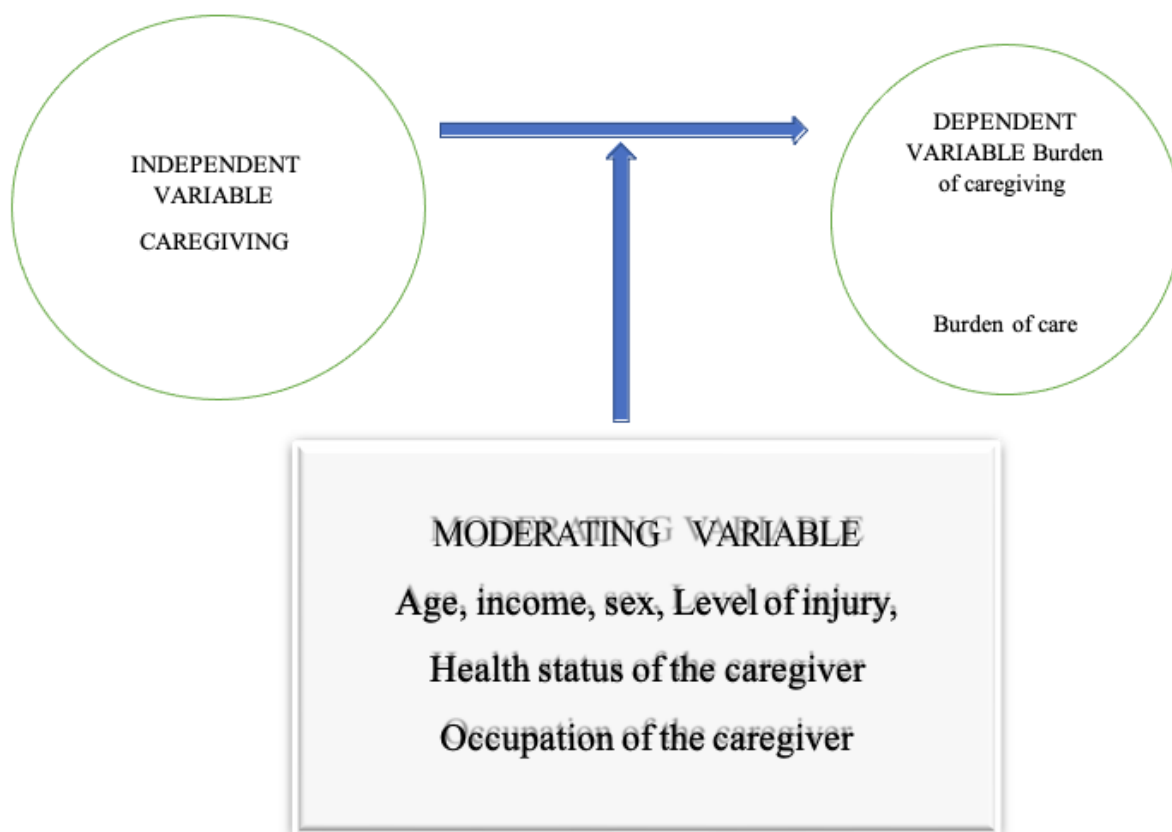 INDEPENDENT
VARIABLE
CAREGIVING
DEPENDENT
VARIABLE Burden
of caregiving
Burden of care
MODERATING VARIABLE
Age, income, sex, Level of injury,
Health status of the caregiver
Occupation of the caregiver